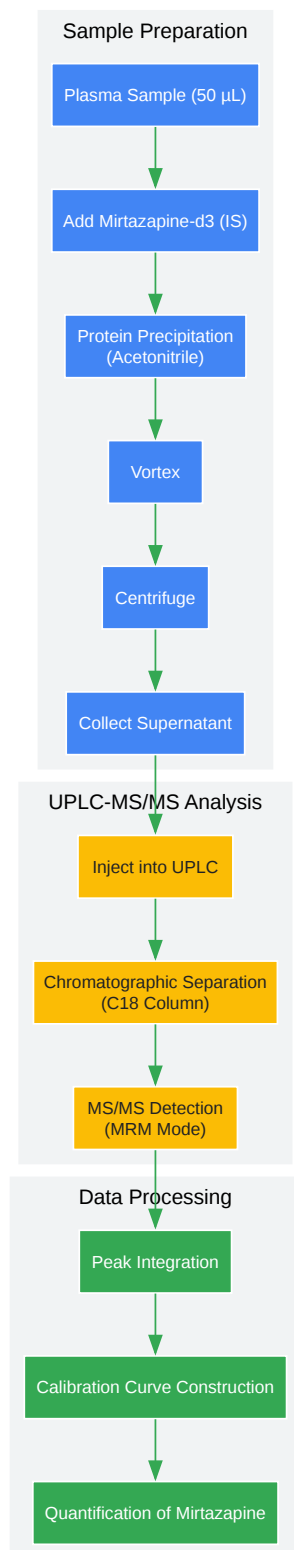 Sample Preparation
Plasma Sample (50 µL)
Add Mirtazapine-d3 (IS)
Protein Precipitation
(Acetonitrile)
Vortex
Centrifuge
Collect Supernatant
UPLC-MS/MS Analysis
Inject into UPLC
Chromatographic Separation
(C18 Column)
MS/MS Detection
(MRM Mode)
Data Processing
Peak Integration
Calibration Curve Construction
Quantification of Mirtazapine